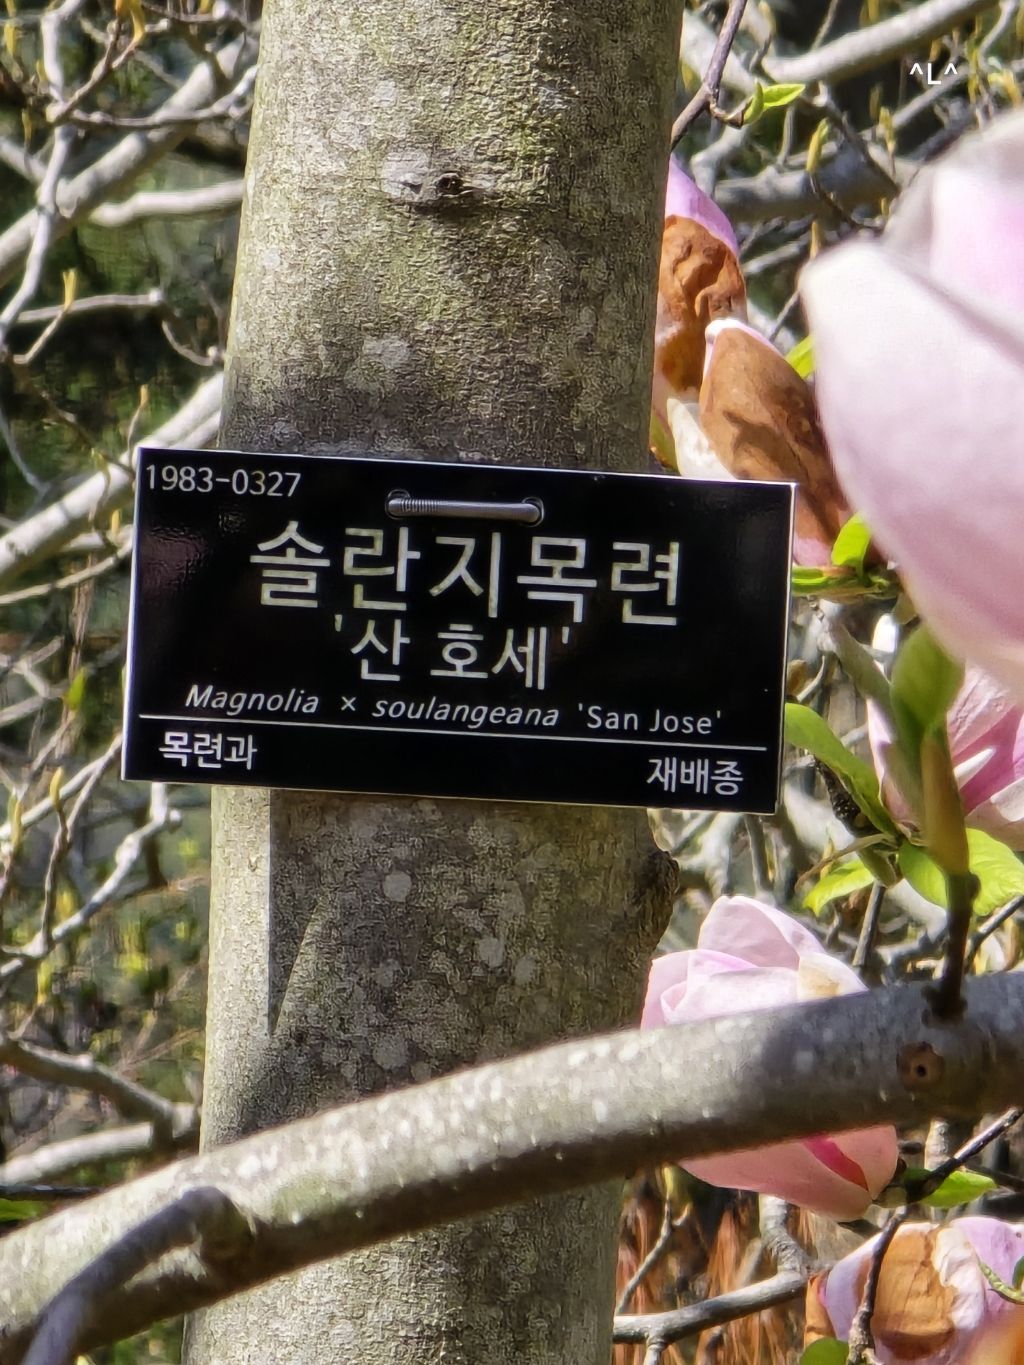 ^L^
1983-0327
솔란지목련
'산 호세'
Magnolia × soulangeana 'San Jose'
목련과
재배종